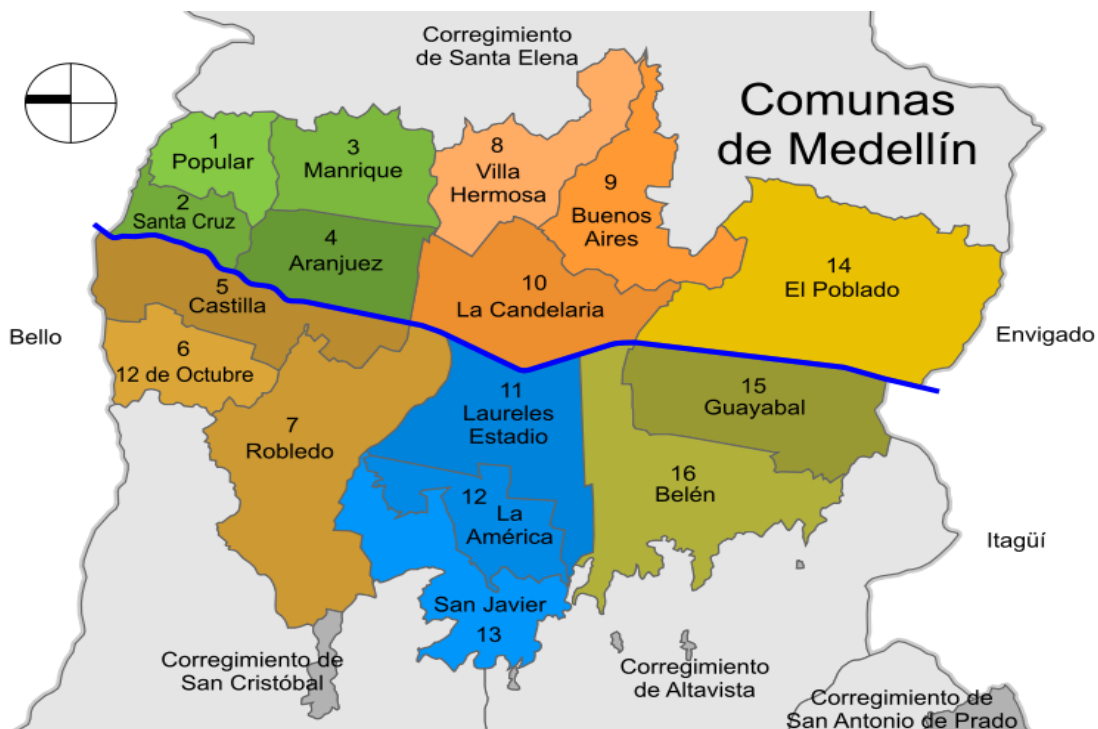 Corregimiento
de Santa Elena
Comunas
de Medellín
1
Popular
3
Manrique
8
Villa
Hermosa
9
Buenos
Aires
2
Santa Cruz
4
Aranjuez
14
El Poblado
10
La Candelaria
5
Castilla
Bello
Envigado
6
12 de Octubre
11
Laureles
Estadio
15
Guayabal
7
Robledo
16
Belén
12
La
América
Itagüí
San Javier
13
Corregimiento de
San Cristóbal
Corregimiento
de Altavista
Corregimiento de
San Antonio de Prado